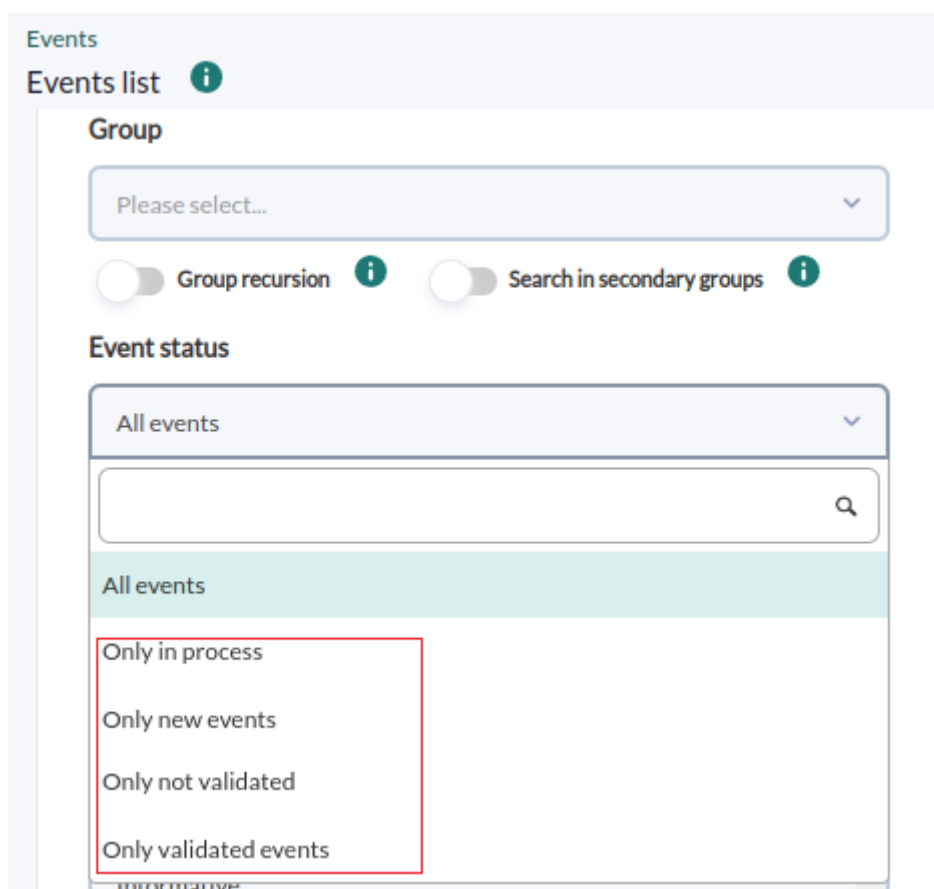 Events
Events list
Group
Please select...
Group recursion Search in secondary groups
Event status
All events
All events
Only in process
Only new events
Only not validated
Only validated events
Informative